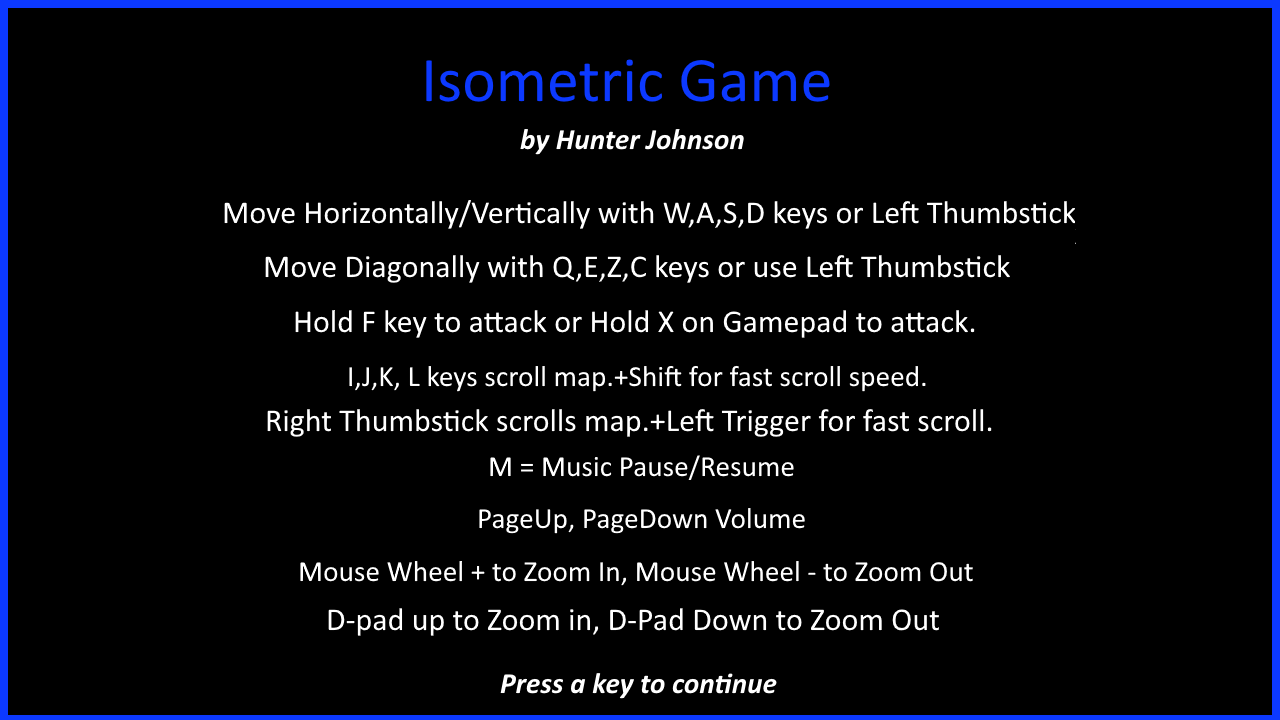 Isometric Game
by Hunter Johnson
Move Horizontally/Vertically with W,A,S,D keys or Left Thumbstick
Move Diagonally with Q,E,Z,C keys or use Left Thumbstick
Hold F key to attack or Hold X on Gamepad to attack.
I,J,K, L keys scroll map.+Shift for fast scroll speed.
Right Thumbstick scrolls map.+Left Trigger for fast scroll.
M = Music Pause/Resume
PageUp, PageDown Volume
Mouse Wheel + to Zoom In, Mouse Wheel - to Zoom Out
D-pad up to Zoom in, D-Pad Down to Zoom Out
Press a key to continue